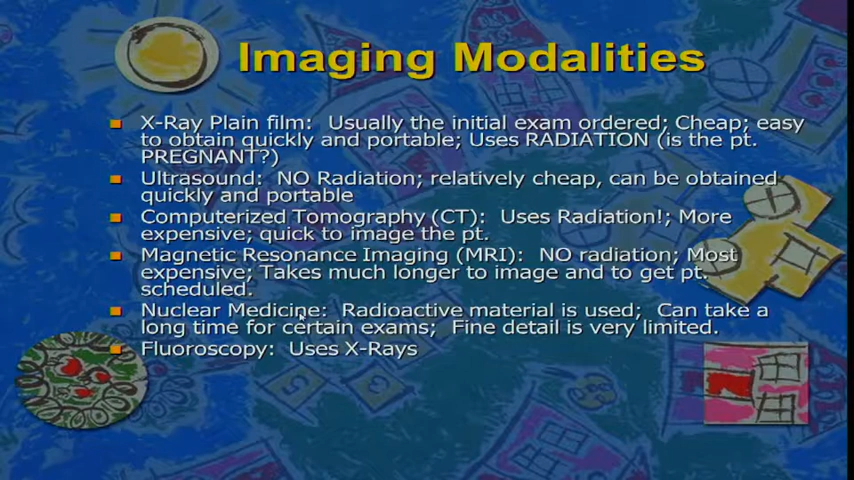 Imaging Modalities
X-Ray Plain film: Usually the initial exam ordered; Cheap; easy
to obtain quickly and portable; Uses RADIATION (is the pt.
PREGNANT?)
Ultrasound: NO Radiation; relatively cheap, can be obtained
quickly and portable
Computerized Tomography (CT): Uses Radiation!; More
expensive; quick to image the pt.
Magnetic Resonance Imaging (MRI): NO radiation; Most
expensive; Takes much longer to image and to get pt.
scheduled.
Nuclear Medicine: Radioactive material is used; Can take a
long time for certain exams; Fine detail is very limited.
Fluoroscopy: Uses X-Rays